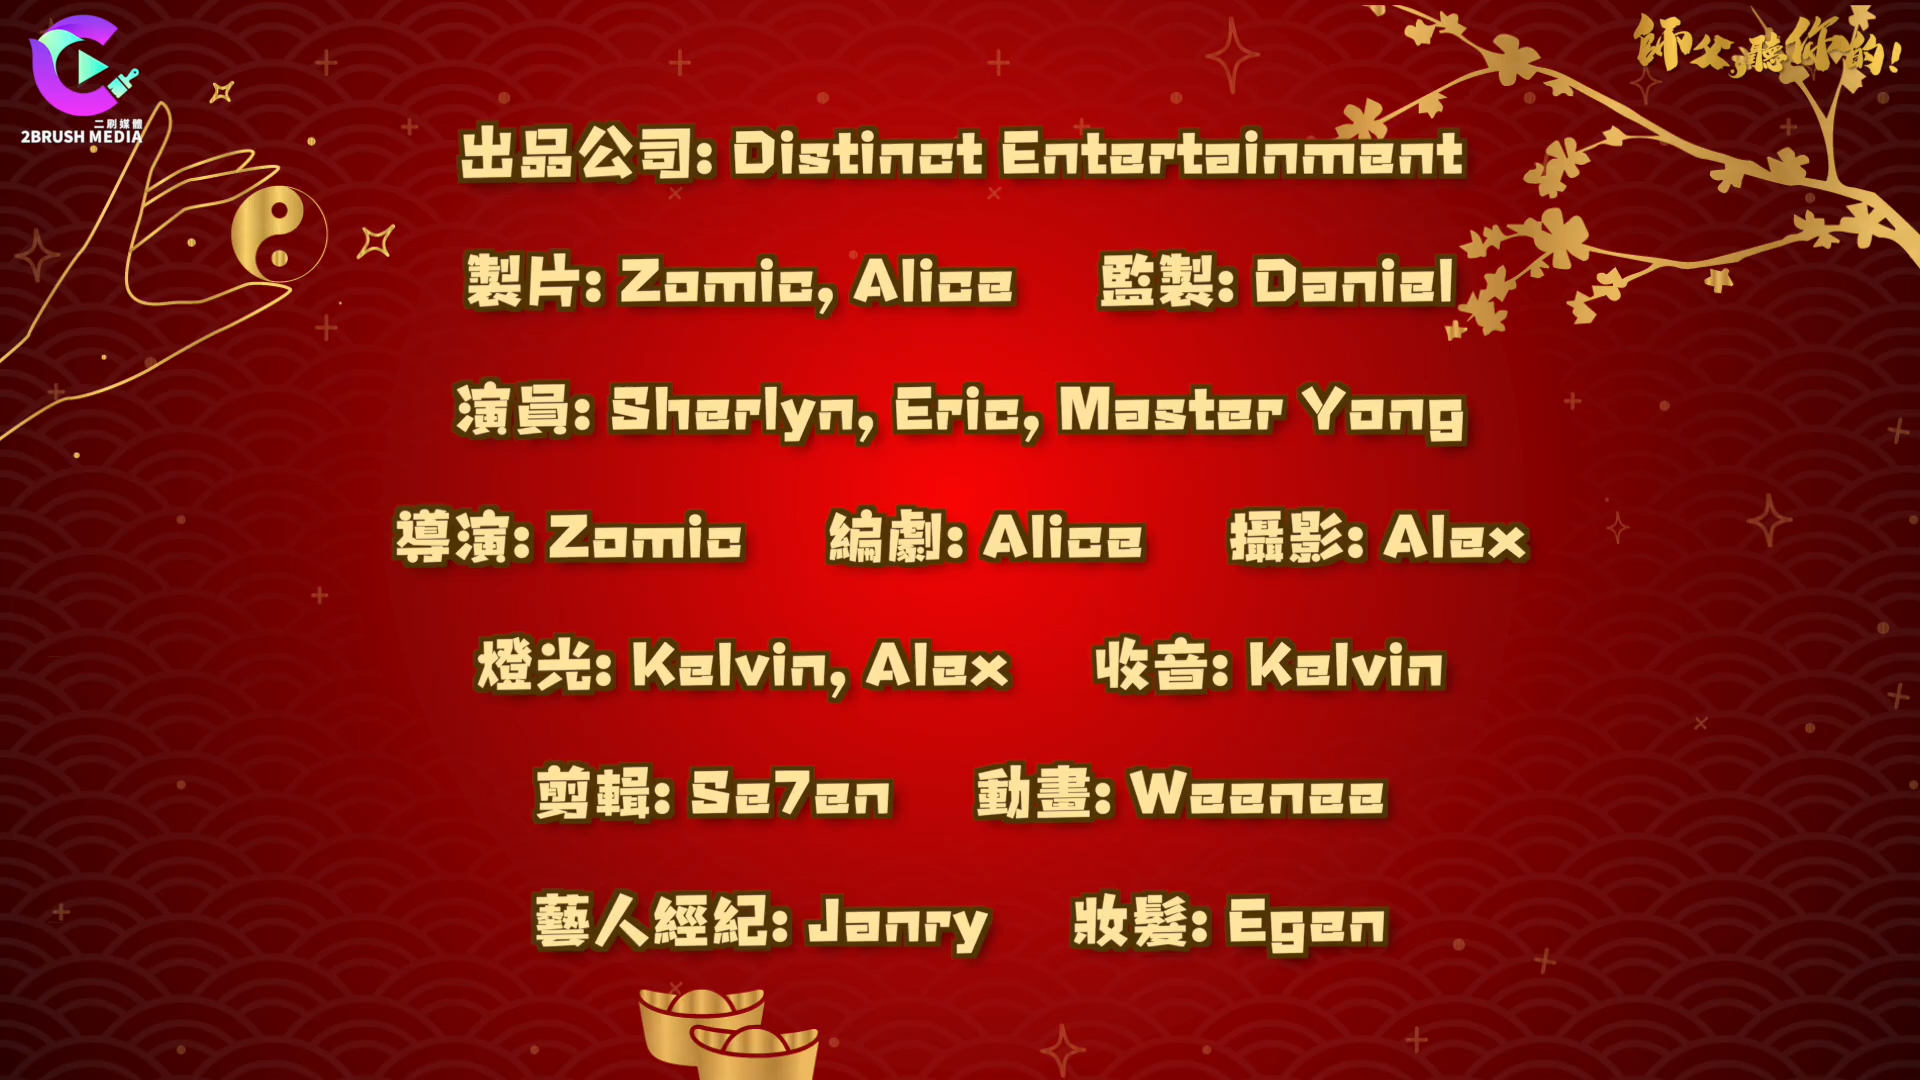 二刷媒體
2BRUSH MEDIA
師父,聽你的!
出品公司: Distinct Entertainment
製片: Zomic, Alice 監製: Daniel
演員: Sherlyn, Eric, Master Yong
導演: Zomic 編劇: Alice 攝影: Alex
燈光: Kelvin, Alex 收音: Kelvin
剪輯: Se7en 動畫: Weenee
藝人經紀: Janry 妝髮: Egen